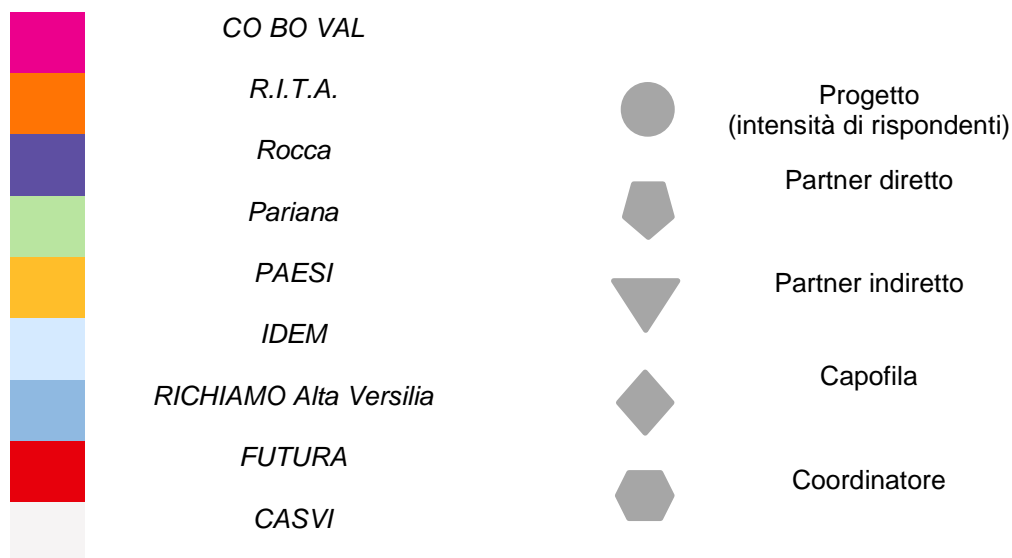 CO BO VAL
R.I.T.A.
Rocca
Pariana
PAESI
IDEM
RICHIAMO Alta Versilia
FUTURA
CASVI
Progetto
(intensità di rispondenti)
Partner diretto
Partner indiretto
Capofila
Coordinatore